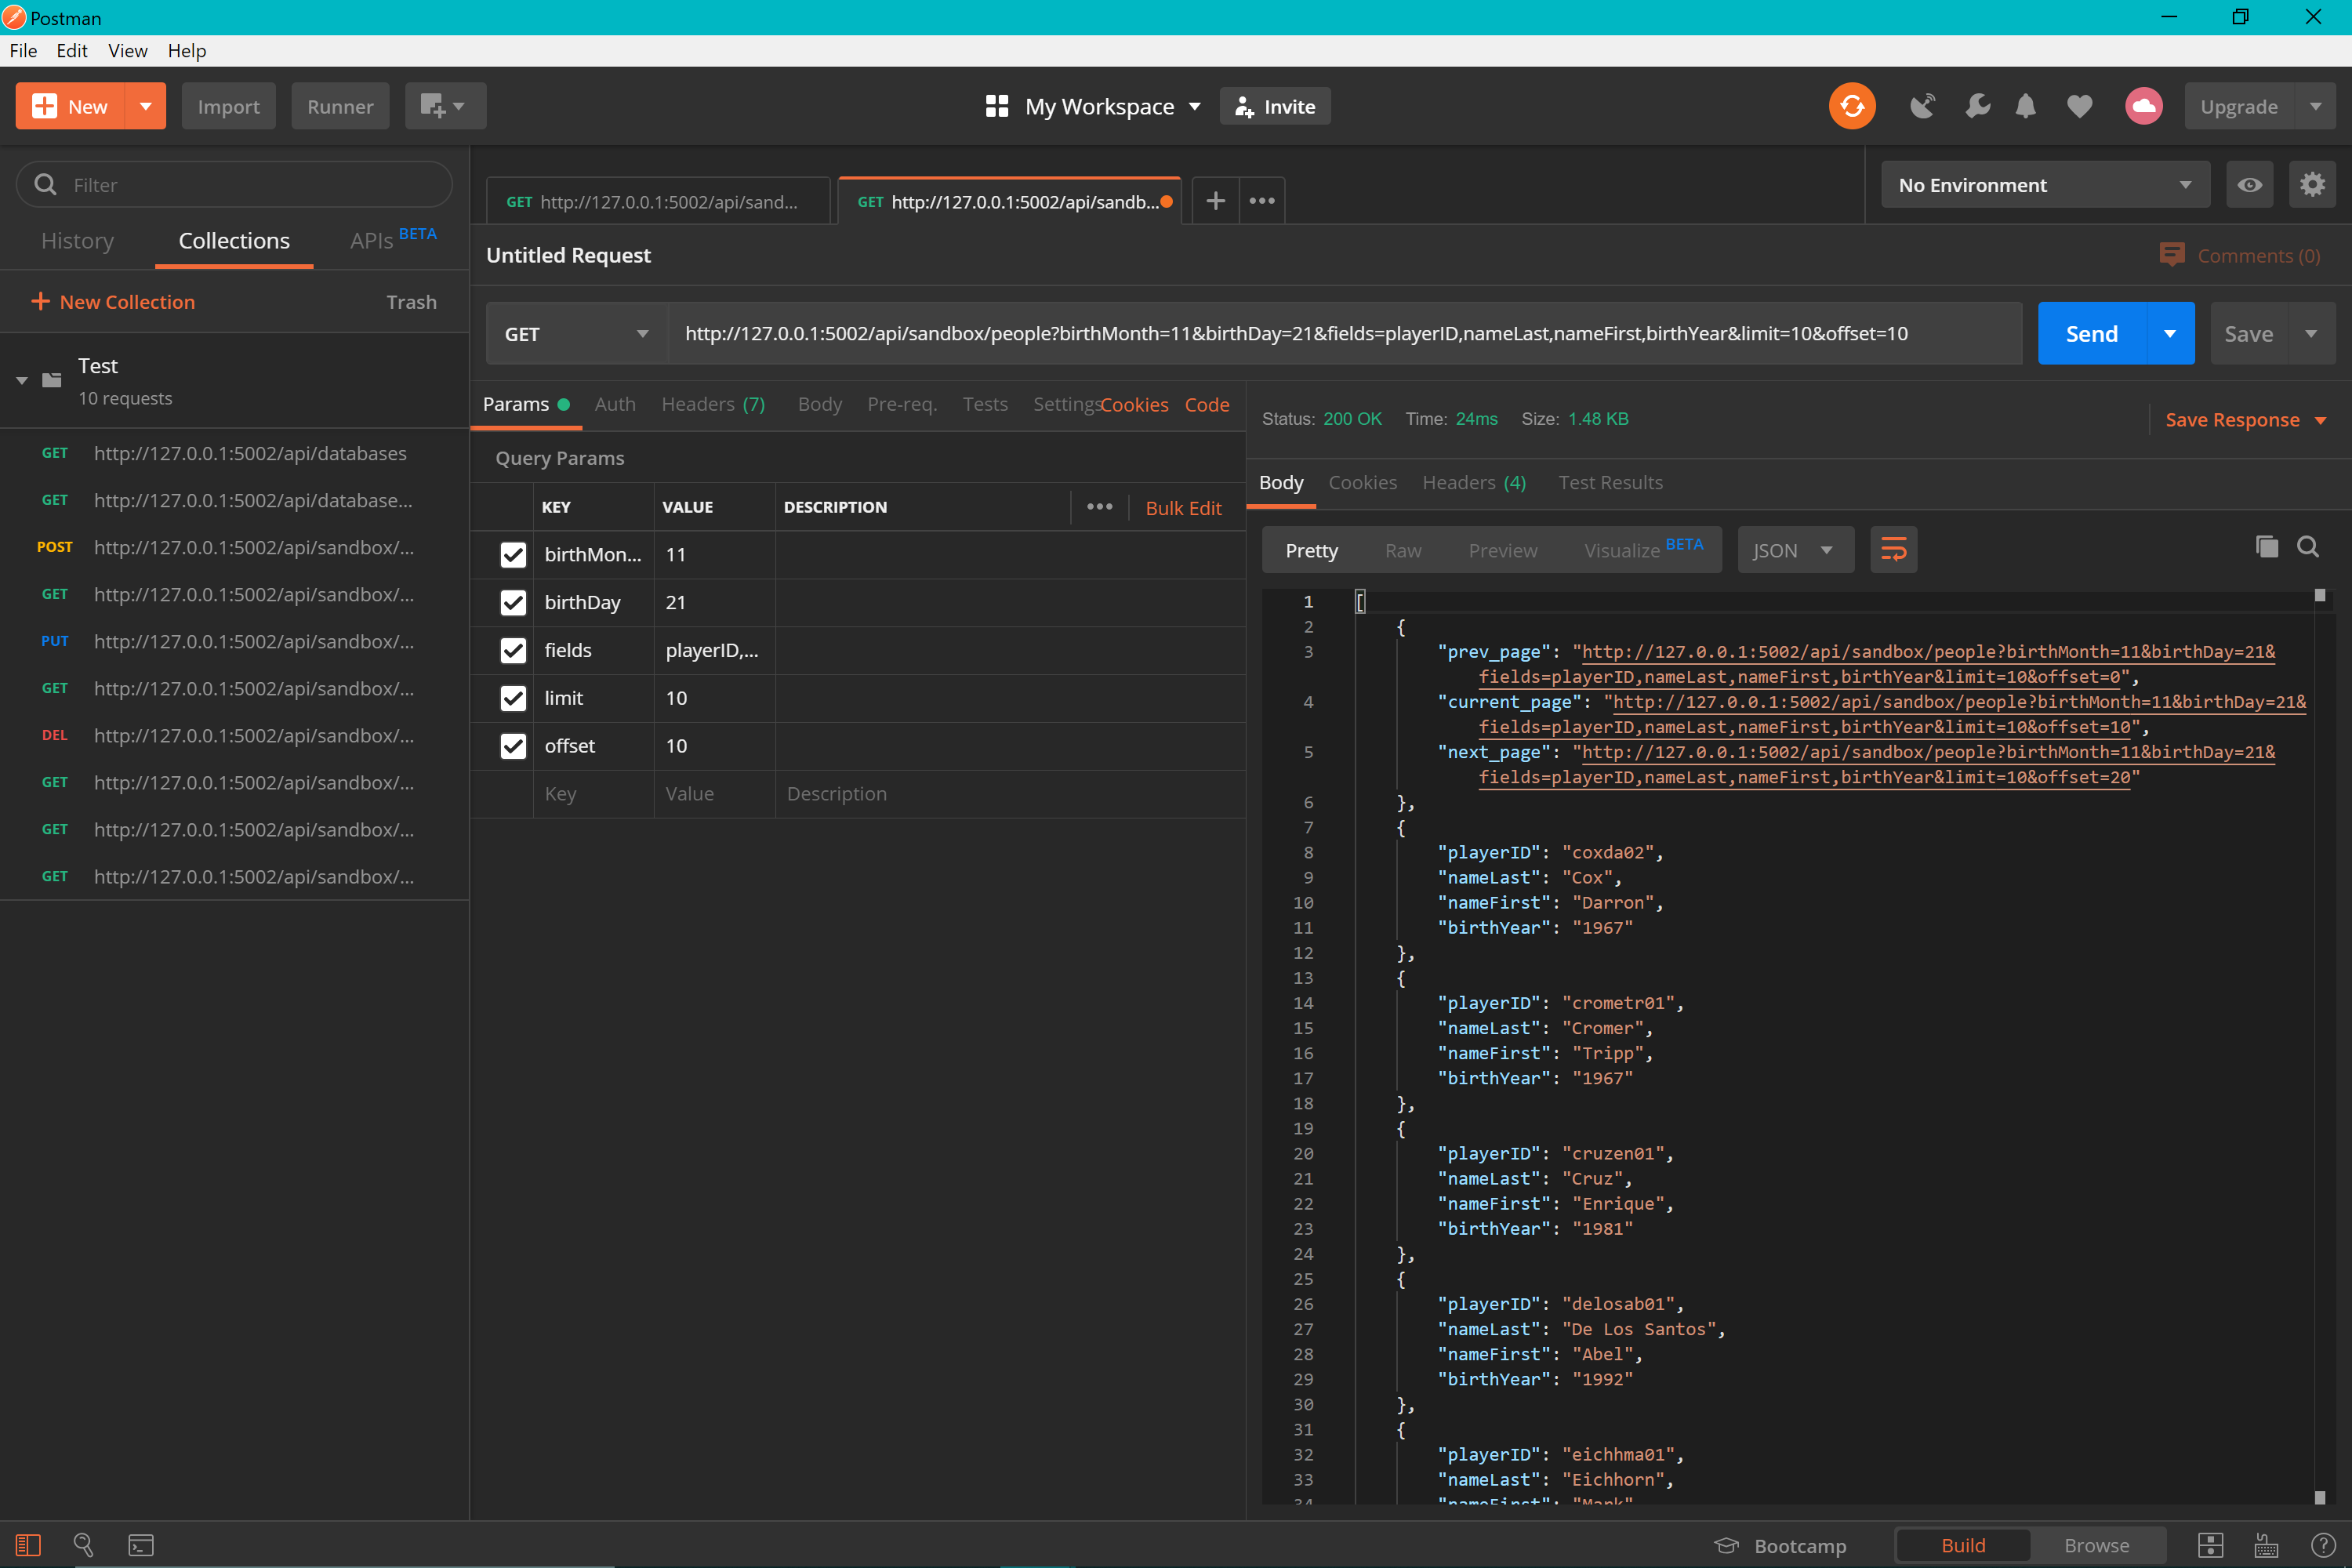 Postman
File Edit View Help
New Import Runner My Workspace Invite Upgrade
Filter
History Collections APIs BETA
New Collection Trash
Test
10 requests
GET http://127.0.0.1:5002/api/databases
GET http://127.0.0.1:5002/api/database...
POST http://127.0.0.1:5002/api/sandbox/...
GET http://127.0.0.1:5002/api/sandbox/...
PUT http://127.0.0.1:5002/api/sandbox/...
GET http://127.0.0.1:5002/api/sandbox/...
DEL http://127.0.0.1:5002/api/sandbox/...
GET http://127.0.0.1:5002/api/sandbox/...
GET http://127.0.0.1:5002/api/sandbox/...
GET http://127.0.0.1:5002/api/sandbox/...
GET http://127.0.0.1:5002/api/sand... GET http://127.0.0.1:5002/api/sandb... No Environment
Untitled Request Comments (0)
GET http://127.0.0.1:5002/api/sandbox/people?birthMonth=11&birthDay=21&fields=playerID,nameLast,nameFirst,birthYear&limit=10&offset=10 Send Save
Params Auth Headers (7) Body Pre-req. Tests Settings Cookies Code
Query Params
KEY VALUE DESCRIPTION Bulk Edit
birthMon... 11
birthDay 21
fields playerID,...
limit 10
offset 10
Key Value Description
Status: 200 OK Time: 24ms Size: 1.48 KB Save Response
Body Cookies Headers (4) Test Results
Pretty Raw Preview Visualize BETA JSON
1 [
2 {
3 "prev_page": "http://127.0.0.1:5002/api/sandbox/people?birthMonth=11&birthDay=21&
fields=playerID,nameLast,nameFirst,birthYear&limit=10&offset=0",
4 "current_page": "http://127.0.0.1:5002/api/sandbox/people?birthMonth=11&birthDay=21&
fields=playerID,nameLast,nameFirst,birthYear&limit=10&offset=10",
5 "next_page": "http://127.0.0.1:5002/api/sandbox/people?birthMonth=11&birthDay=21&
fields=playerID,nameLast,nameFirst,birthYear&limit=10&offset=20"
6 },
7 {
8 "playerID": "coxda02",
9 "nameLast": "Cox",
10 "nameFirst": "Darron",
11 "birthYear": "1967"
12 },
13 {
14 "playerID": "crometr01",
15 "nameLast": "Cromer",
16 "nameFirst": "Tripp",
17 "birthYear": "1967"
18 },
19 {
20 "playerID": "cruzen01",
21 "nameLast": "Cruz",
22 "nameFirst": "Enrique",
23 "birthYear": "1981"
24 },
25 {
26 "playerID": "delosab01",
27 "nameLast": "De Los Santos",
28 "nameFirst": "Abel",
29 "birthYear": "1992"
30 },
31 {
32 "playerID": "eichhma01",
33 "nameLast": "Eichhorn",
34 "nameFirst": "Mark"
Bootcamp Build Browse